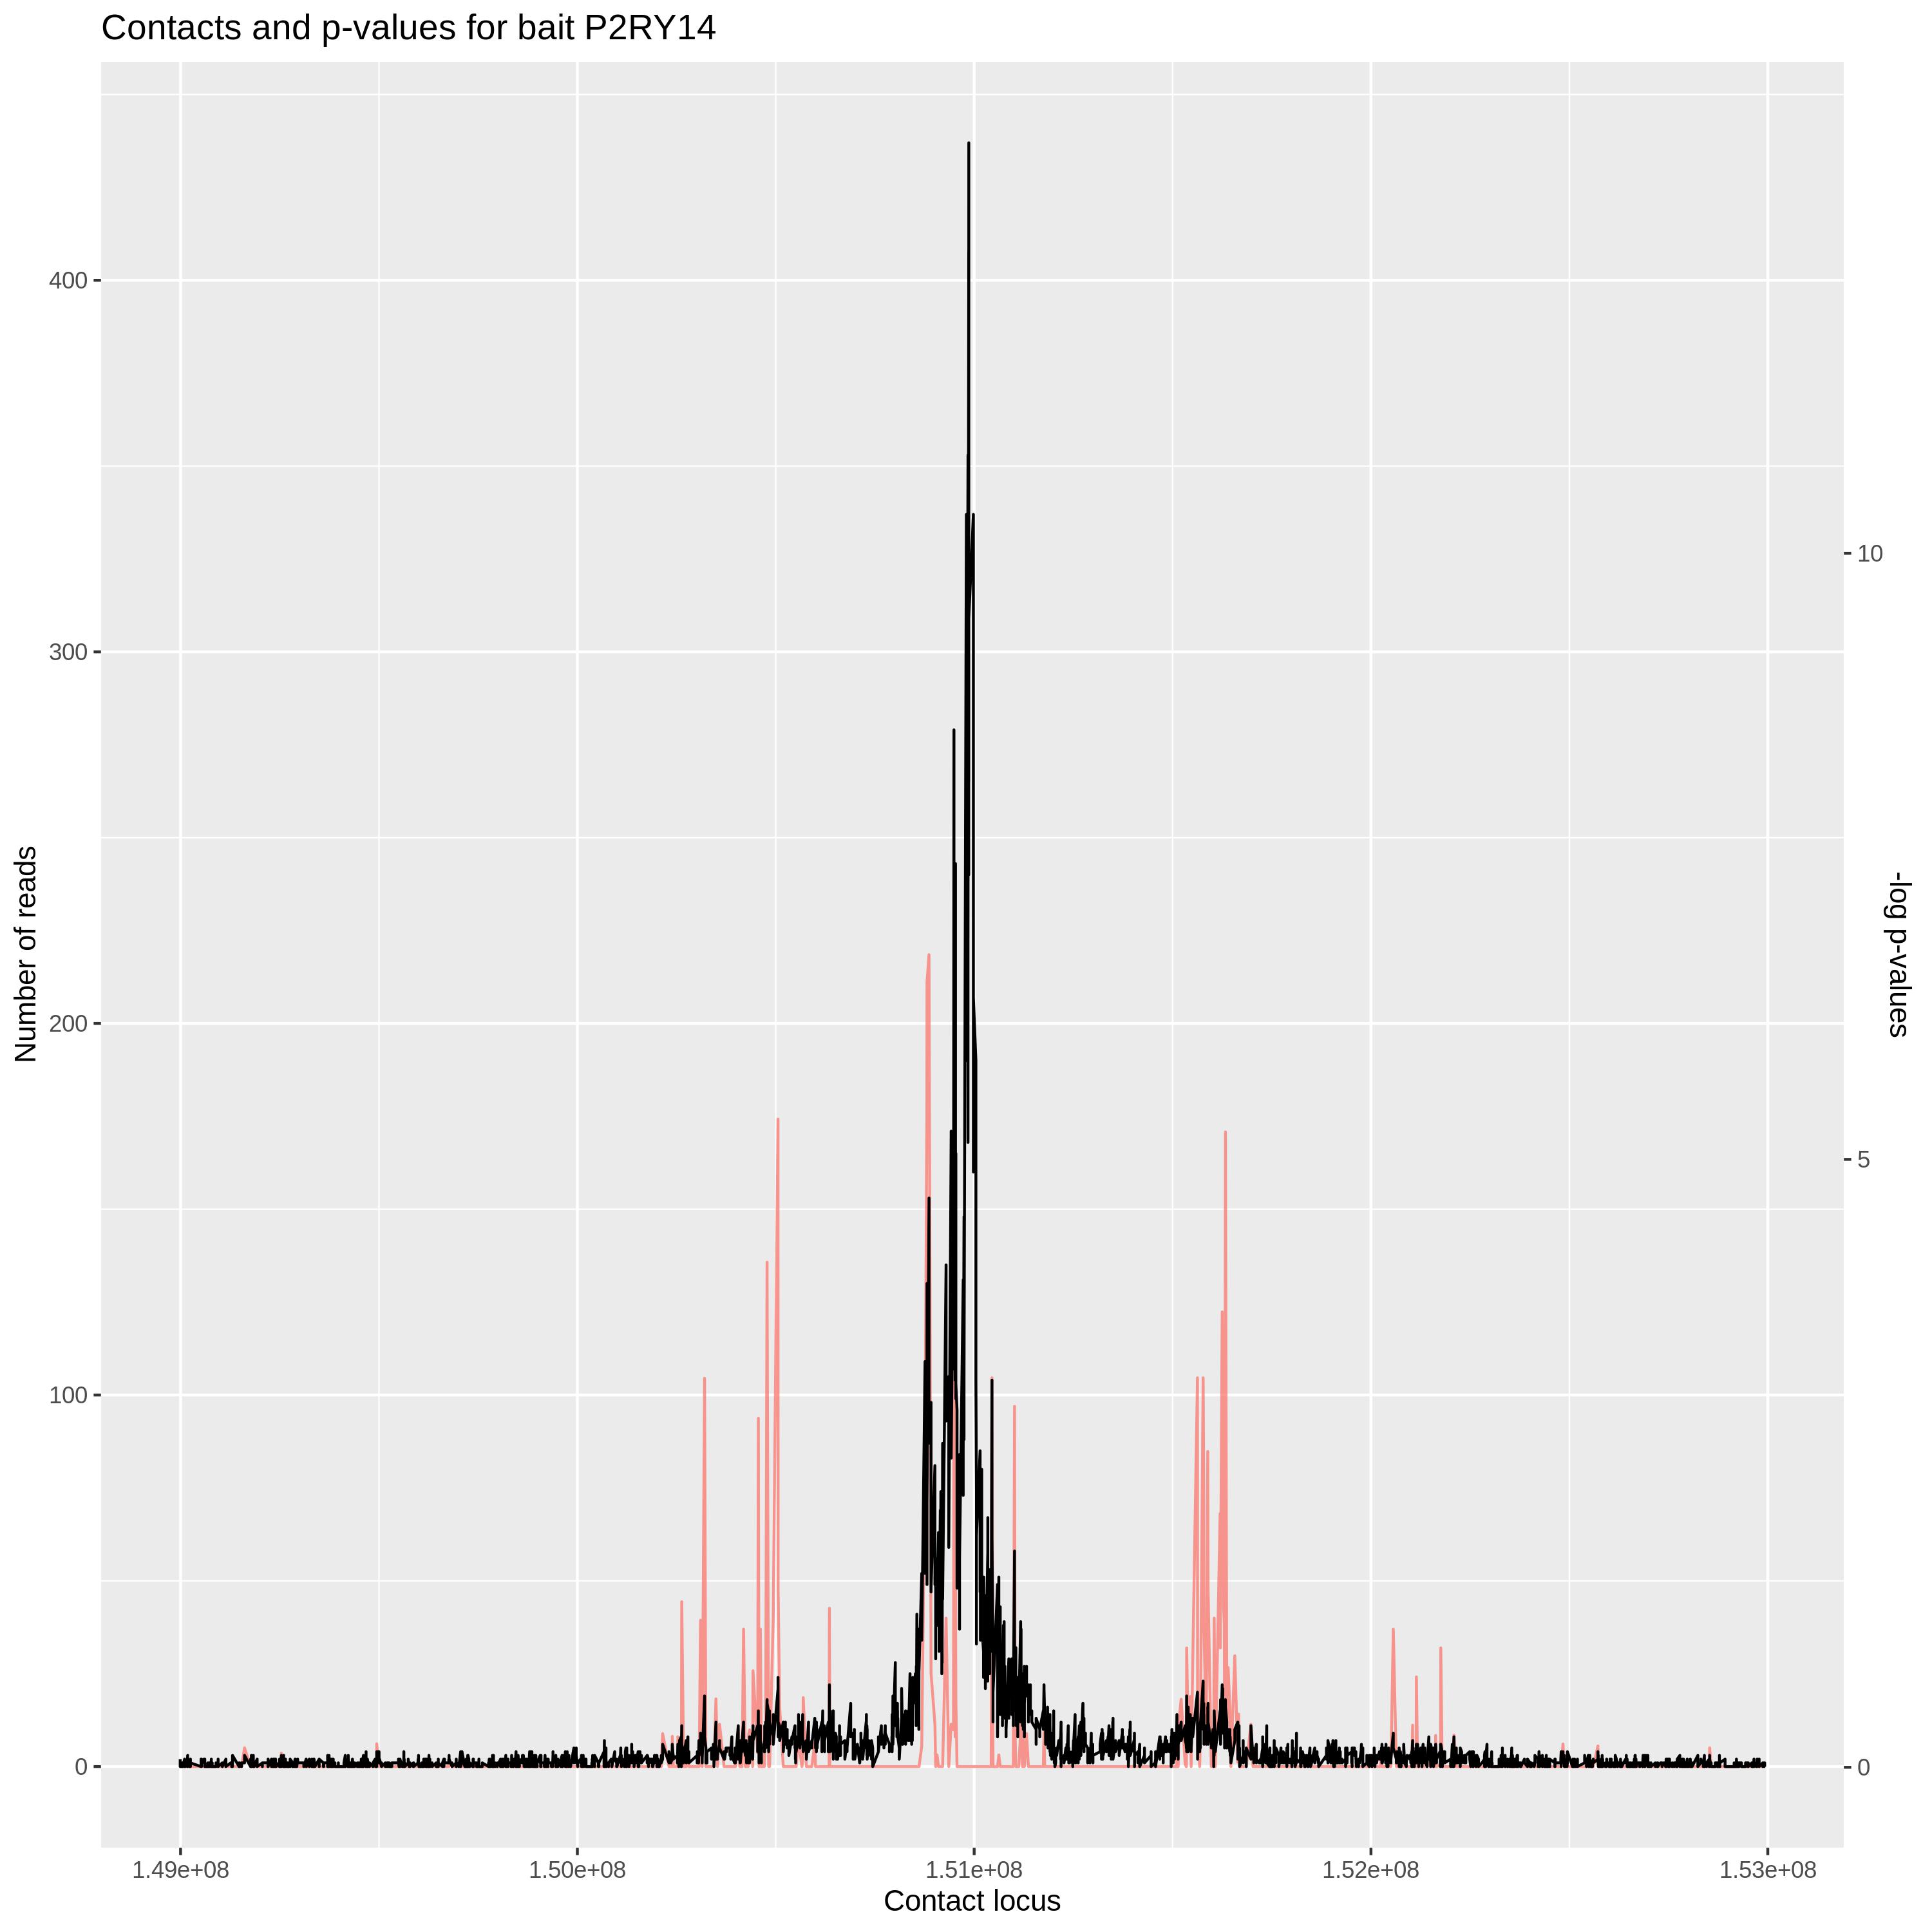 Contacts and p-values for bait P2RY14
Number of reads
400
300
200
100
0
10
5
0
-log p-values
1.49e+08 1.50e+08 1.51e+08 1.52e+08 1.53e+08
Contact locus